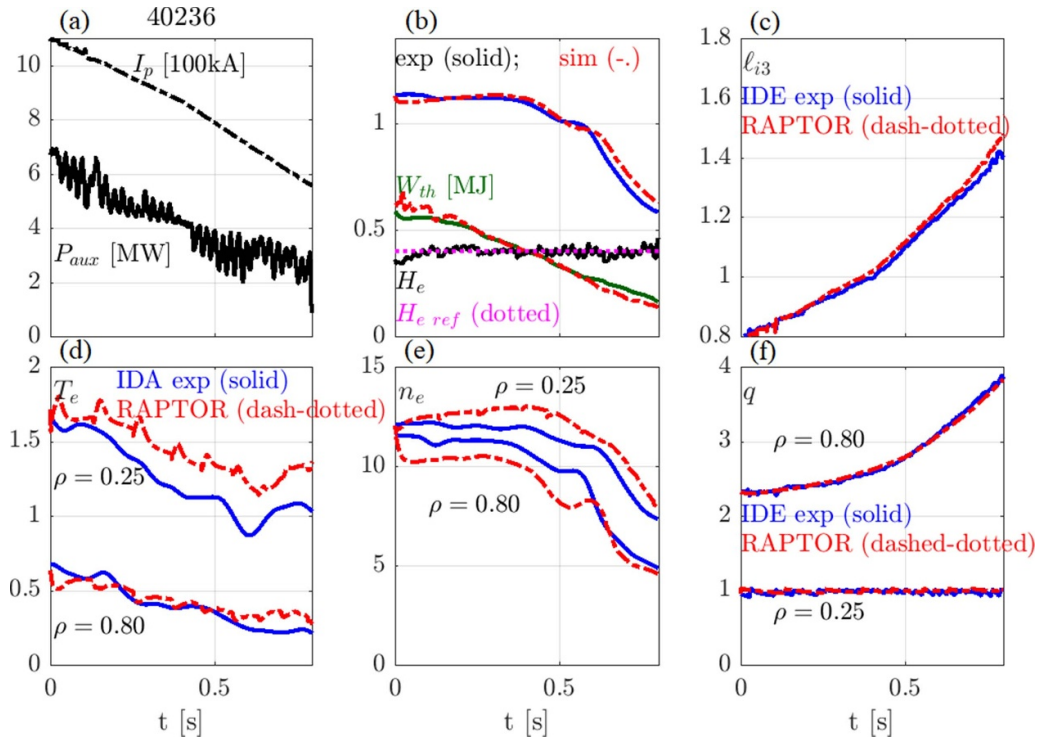 40236
(a)
(b)
(c)
11
10
8
6
4
2
0
I_p [100kA]
P_aux [MW]
exp (solid); sim (-.)
1
0.5
0
W_th [MJ]
H_e
H_e ref (dotted)
0.5
1.8
1.6
1.4
1.2
1
0.8
ℓ_i3
IDE exp (solid)
RAPTOR (dash-dotted)
(d)
(e)
(f)
2
1.5
1
0.5
0
T_e
IDA exp (solid)
RAPTOR (dash-dotted)
ρ = 0.25
ρ = 0.80
0
0.5
t [s]
15
10
5
0
n_e
ρ = 0.25
ρ = 0.80
0
0.5
t [s]
4
3
2
1
0
q
ρ = 0.80
IDE exp (solid)
RAPTOR (dashed-dotted)
ρ = 0.25
0
0.5
t [s]